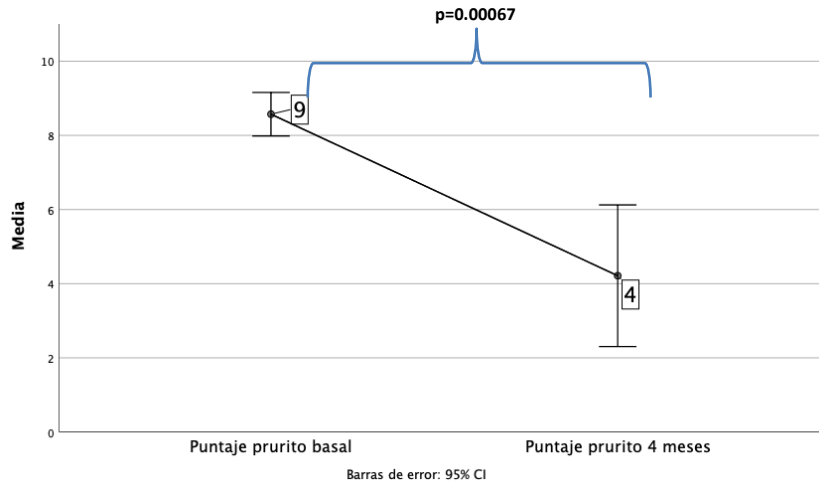 p=0.00067
10
8
6
4
2
0
Media
9
4
Puntaje prurito basal
Puntaje prurito 4 meses
Barras de error: 95% CI